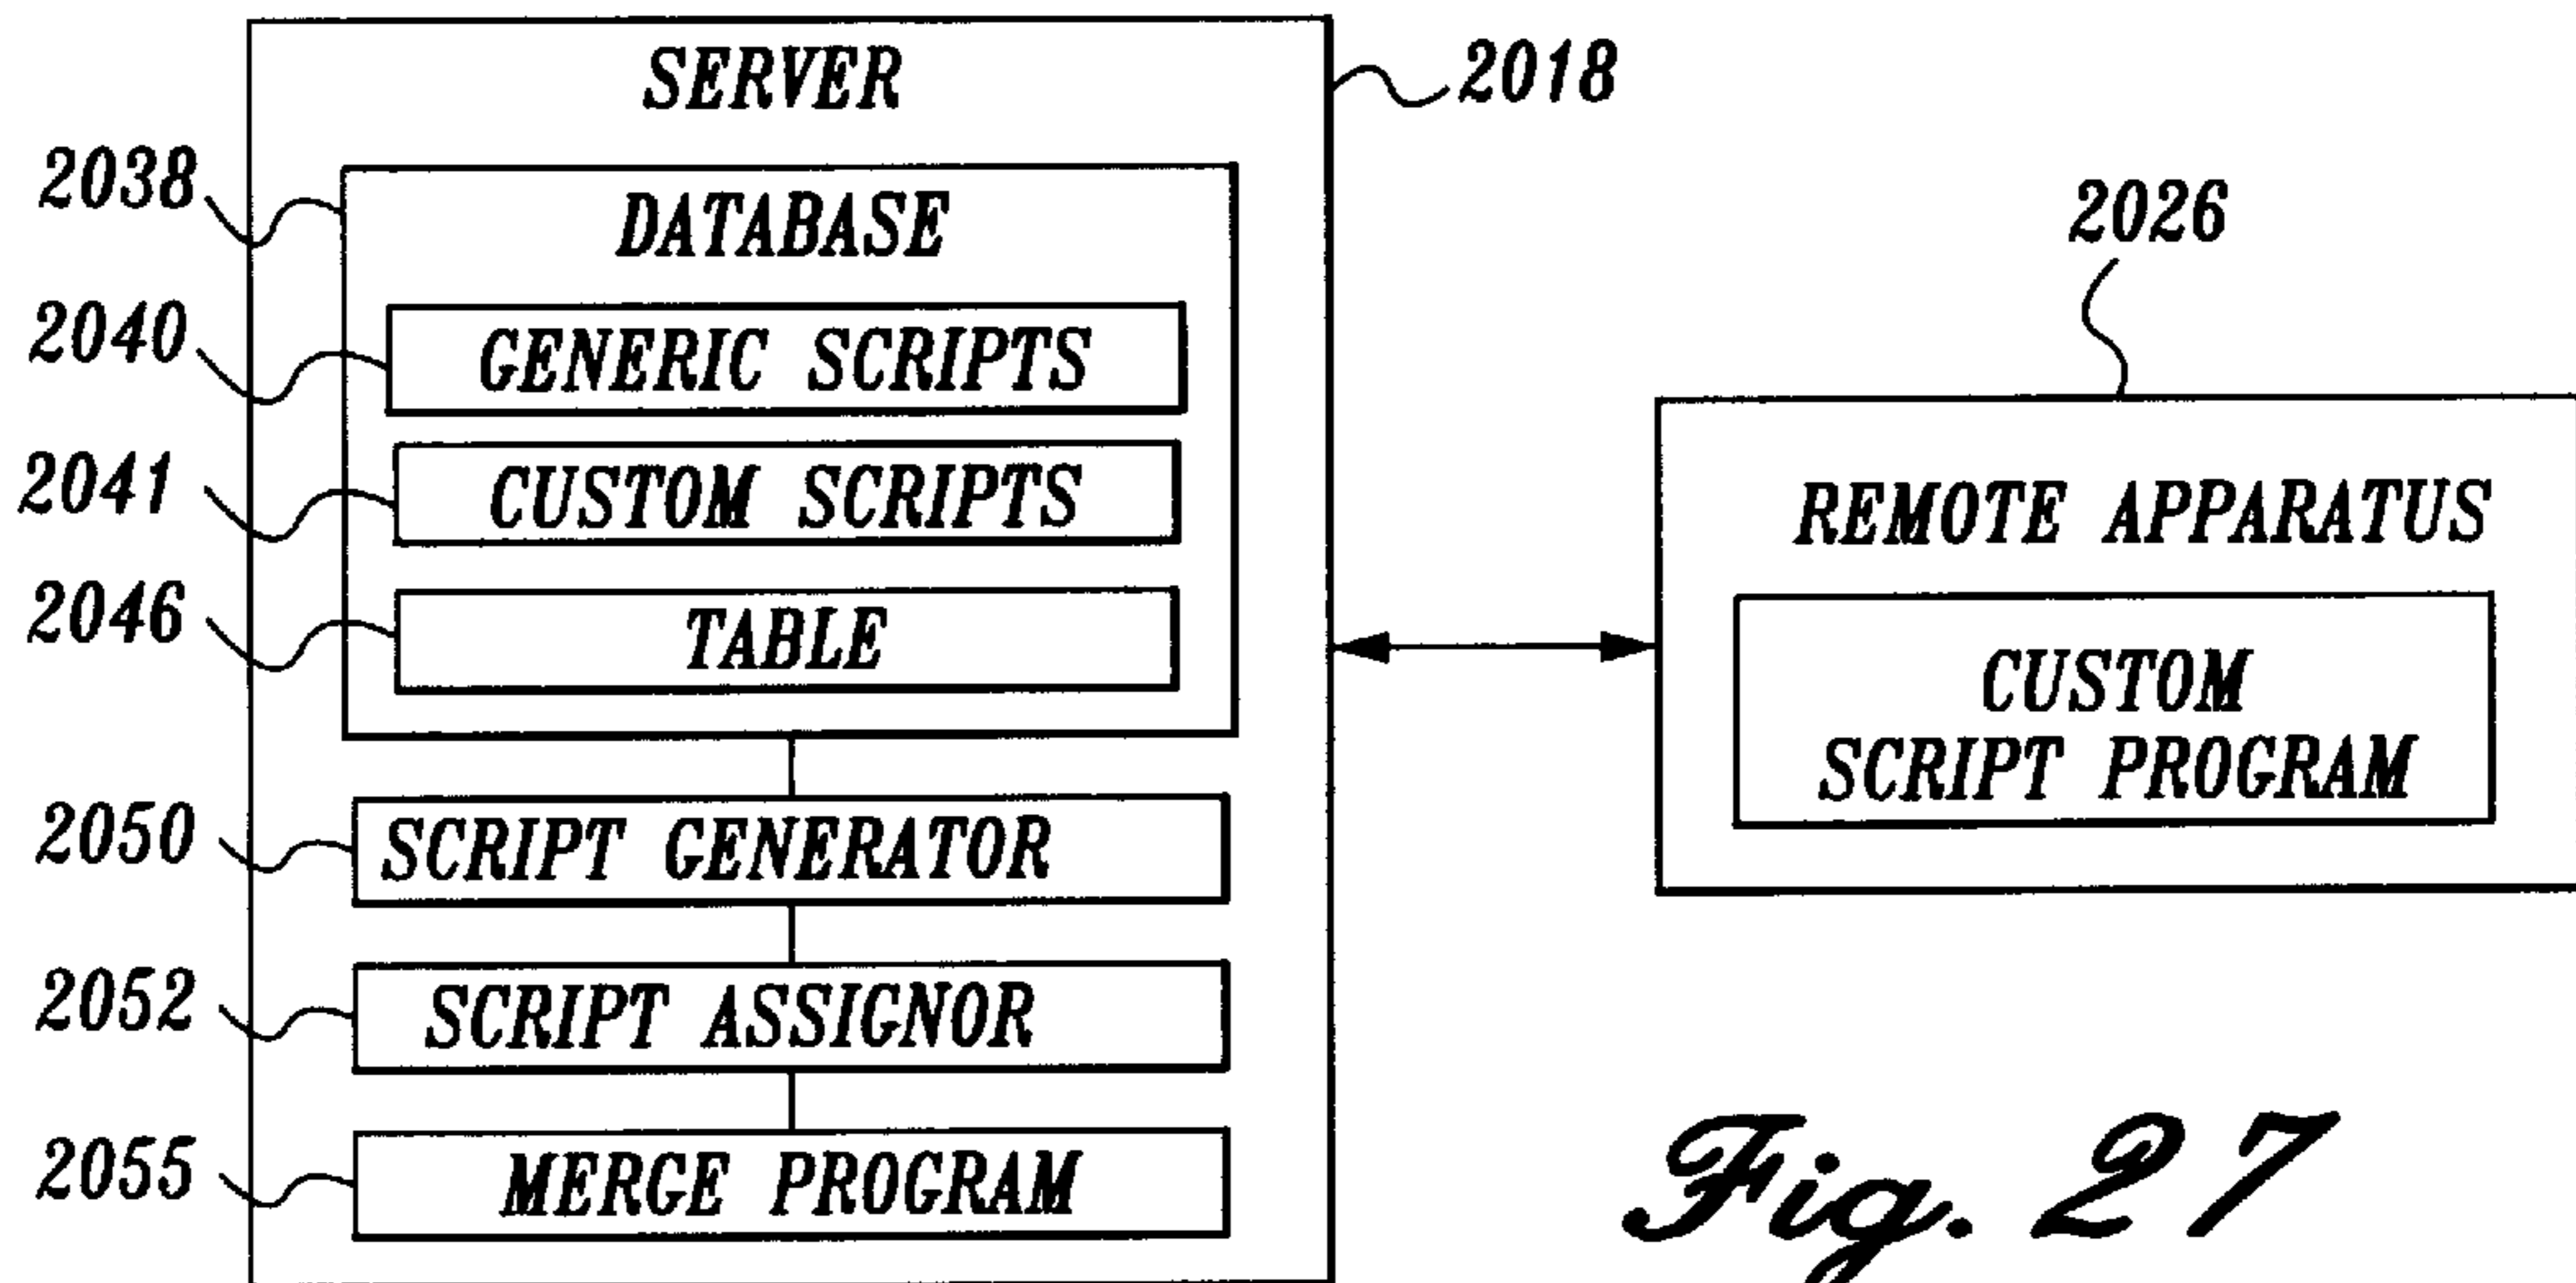 SERVER
2018
2038
DATABASE
2040
GENERIC SCRIPTS
2041
CUSTOM SCRIPTS
2046
TABLE
2050
SCRIPT GENERATOR
2052
SCRIPT ASSIGNOR
2055
MERGE PROGRAM
2026
REMOTE APPARATUS
CUSTOM
SCRIPT PROGRAM
Fig. 27